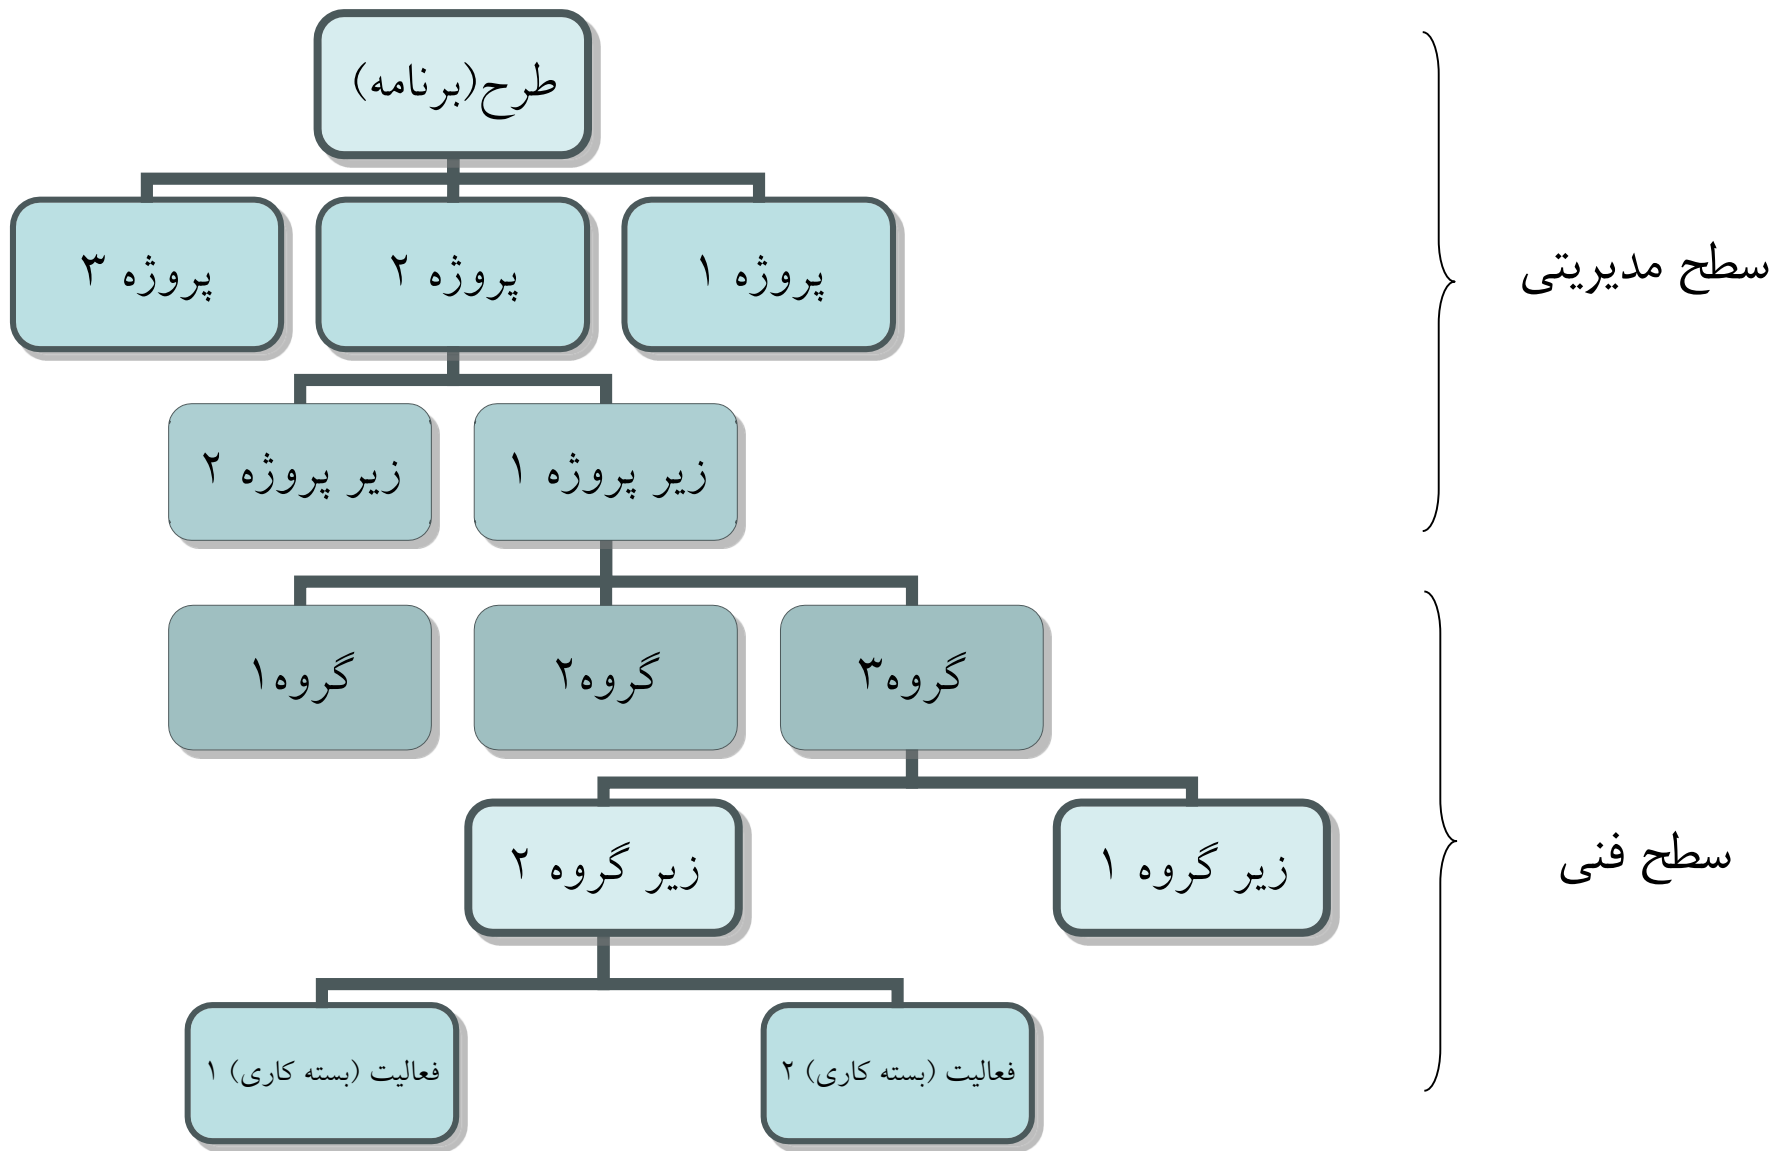 طرح(برنامه)
پروژه ۱
پروژه ۲
پروژه ۳
سطح مدیریتی
زیر پروژه ۱
زیر پروژه ۲
گروه۳
گروه۲
گروه۱
زیر گروه ۱
زیر گروه ۲
سطح فنی
فعالیت (بسته کاری) ۲
فعالیت (بسته کاری) ۱